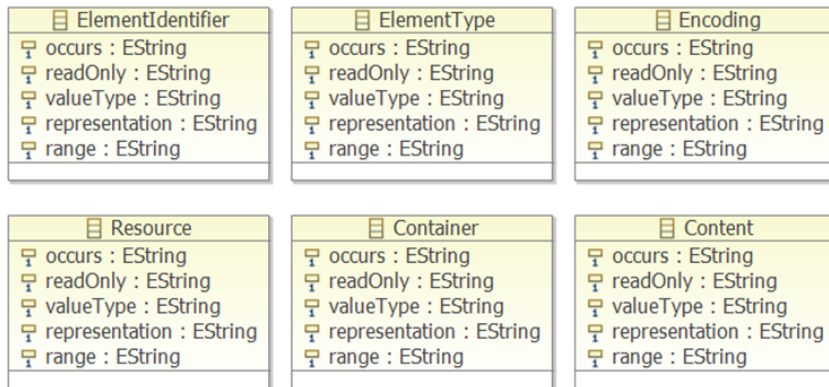 ElementIdentifier
occurs : EString
readOnly : EString
valueType : EString
representation : EString
range : EString
ElementType
occurs : EString
readOnly : EString
valueType : EString
representation : EString
range : EString
Encoding
occurs : EString
readOnly : EString
valueType : EString
representation : EString
range : EString
Resource
occurs : EString
readOnly : EString
valueType : EString
representation : EString
range : EString
Container
occurs : EString
readOnly : EString
valueType : EString
representation : EString
range : EString
Content
occurs : EString
readOnly : EString
valueType : EString
representation : EString
range : EString